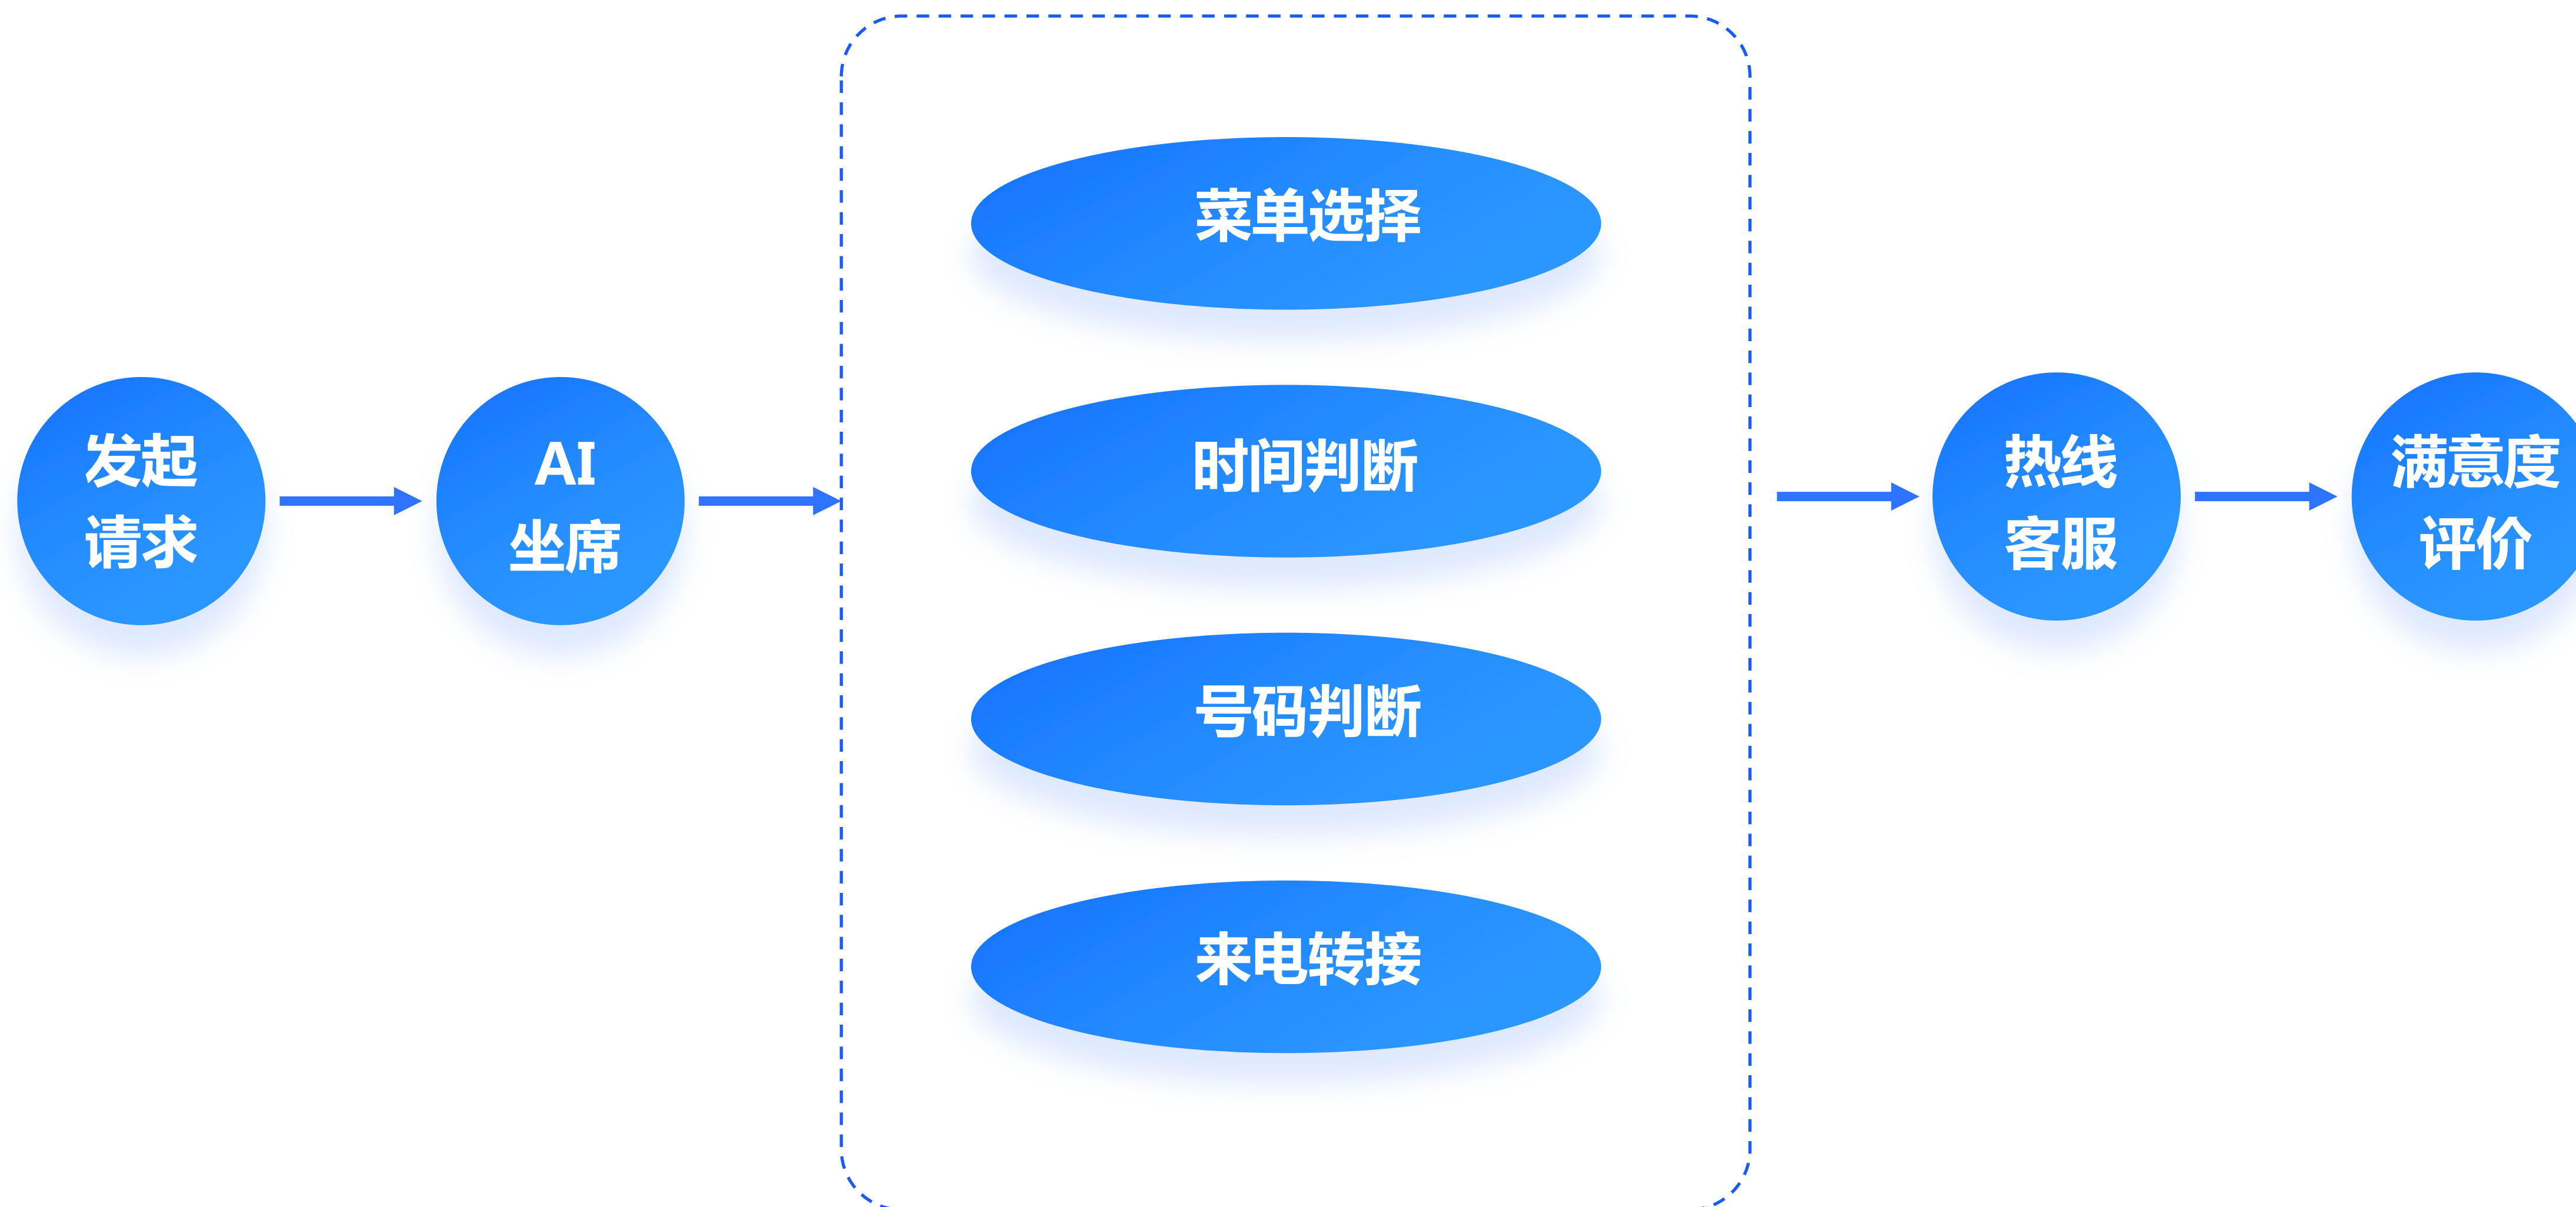 发起
请求
AI
坐席
菜单选择
时间判断
号码判断
来电转接
热线
客服
满意度
评价